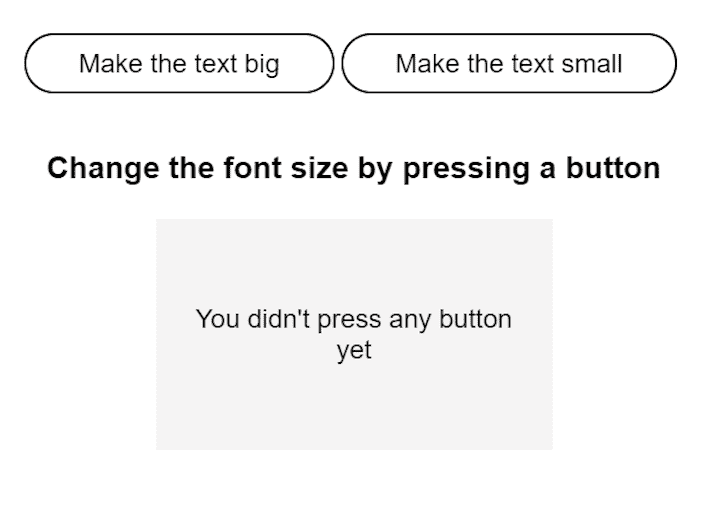 Make the text big
Make the text small
Change the font size by pressing a button
You didn't press any button
yet